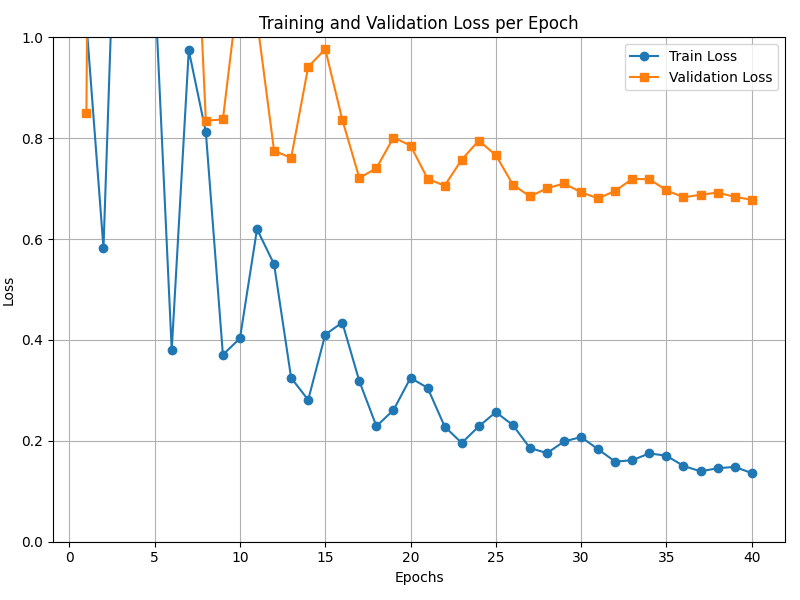 Training and Validation Loss per Epoch
Train Loss
Validation Loss
1.0
0.8
0.6
0.4
0.2
0.0
Loss
0 5 10 15 20 25 30 35 40
Epochs